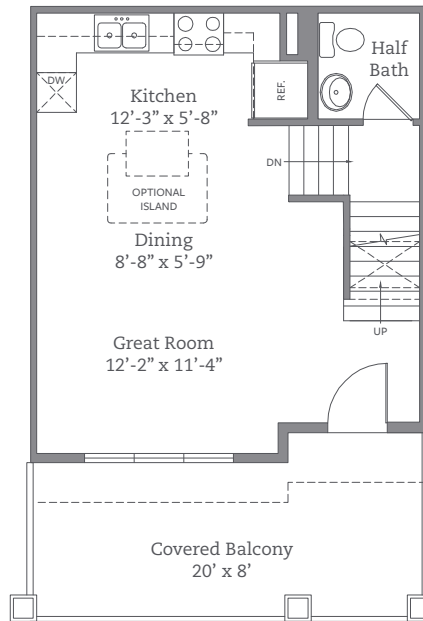 Half
Bath
DW
REF.
Kitchen
12’-3” x 5’-8”
DN
OPTIONAL
ISLAND
Dining
8’-8” x 5’-9”
UP
Great Room
12’-2” x 11’-4”
Covered Balcony
20’ x 8’